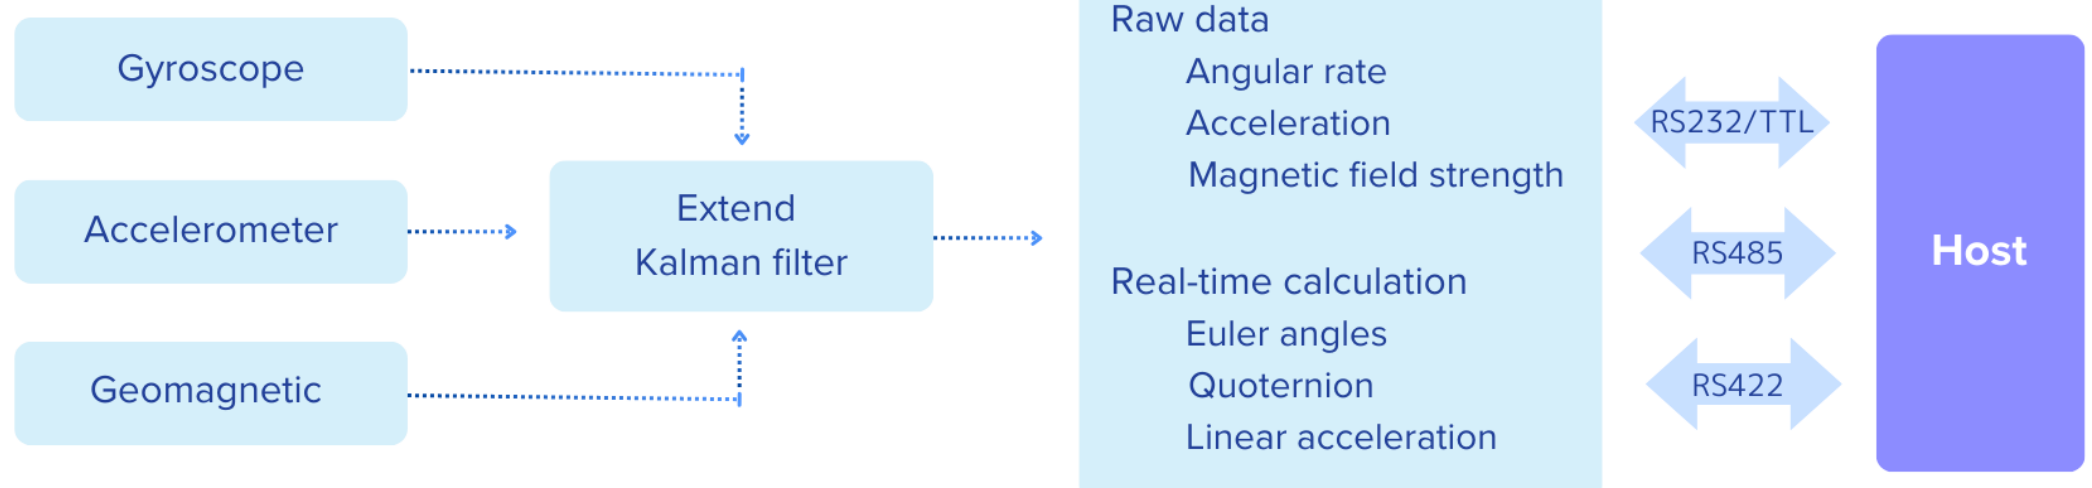 Gyroscope
Accelerometer
Geomagnetic
Extend
Kalman filter
Raw data
Angular rate
Acceleration
Magnetic field strength
Real-time calculation
Euler angles
Quoternion
Linear acceleration
RS232/TTL
RS485
RS422
Host